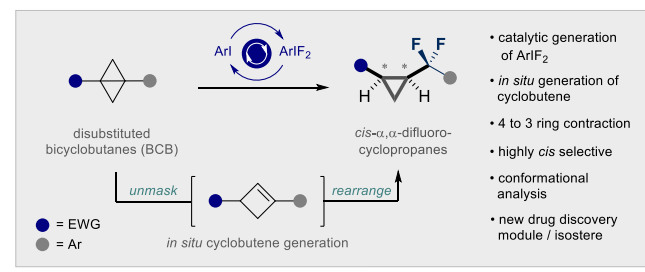 ArI
ArIF2
F F
* *
H H
disubstituted
bicyclobutanes (BCB)
cis-α,α-difluoro-
cyclopropanes
unmask
rearrange
in situ cyclobutene generation
= EWG
= Ar
• catalytic generation
of ArIF2
• in situ generation of
cyclobutene
• 4 to 3 ring contraction
• highly cis selective
• conformational
analysis
• new drug discovery
module / isostere